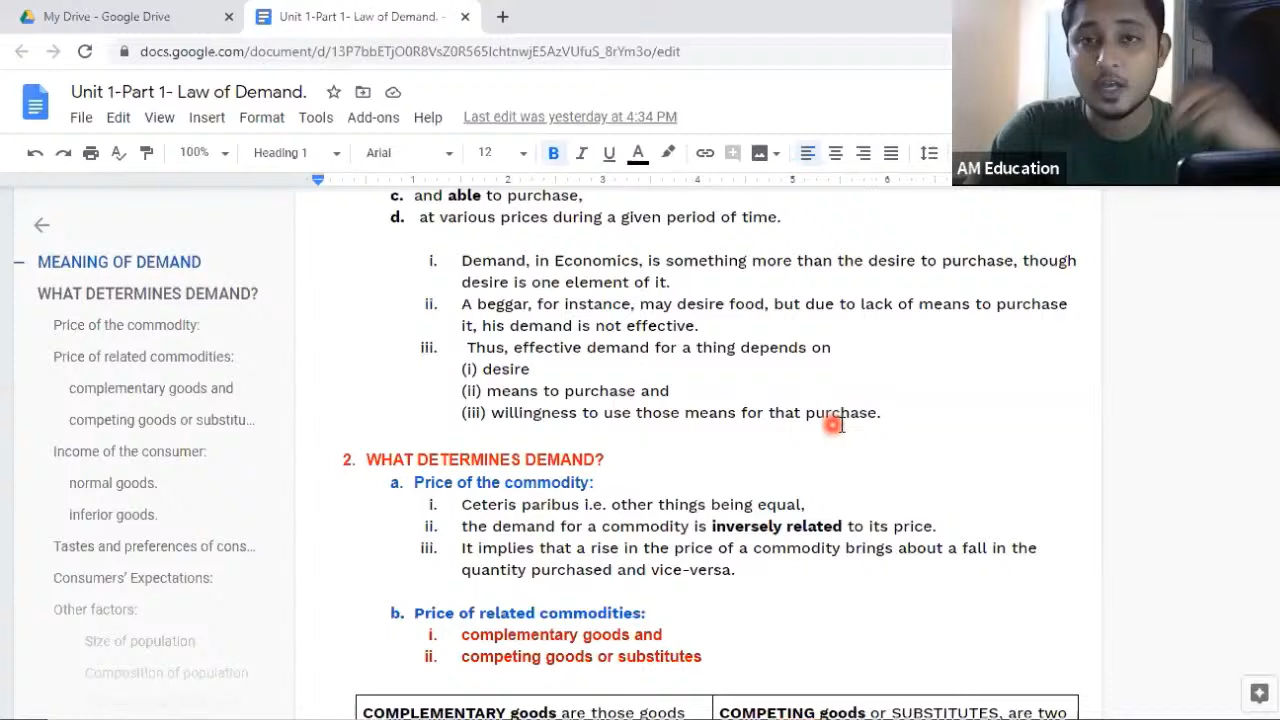 My Drive - Google Drive
Unit 1-Part 1- Law of Demand. -
docs.google.com/document/d/13P7bbETjO0R8VsZ0R565IchtnwjE5AzVUfuS_8rYm3o/edit
Unit 1-Part 1- Law of Demand.
File Edit View Insert Format Tools Add-ons Help Last edit was yesterday at 4:34 PM
100% Heading 1 Arial 12 B I U A
AM Education
1 2 3 4 5 6
MEANING OF DEMAND
WHAT DETERMINES DEMAND?
Price of the commodity:
Price of related commodities:
complementary goods and
competing goods or substitu...
Income of the consumer:
normal goods.
inferior goods.
Tastes and preferences of cons...
Consumers' Expectations:
Other factors:
Size of population
Composition of population
c. and able to purchase,
d. at various prices during a given period of time.
i. Demand, in Economics, is something more than the desire to purchase, though
desire is one element of it.
ii. A beggar, for instance, may desire food, but due to lack of means to purchase
it, his demand is not effective.
iii. Thus, effective demand for a thing depends on
(i) desire
(ii) means to purchase and
(iii) willingness to use those means for that purchase.
2. WHAT DETERMINES DEMAND?
a. Price of the commodity:
i. Ceteris paribus i.e. other things being equal,
ii. the demand for a commodity is inversely related to its price.
iii. It implies that a rise in the price of a commodity brings about a fall in the
quantity purchased and vice-versa.
b. Price of related commodities:
i. complementary goods and
ii. competing goods or substitutes
COMPLEMENTARY goods are those goods
COMPETING goods or SUBSTITUTES, are two